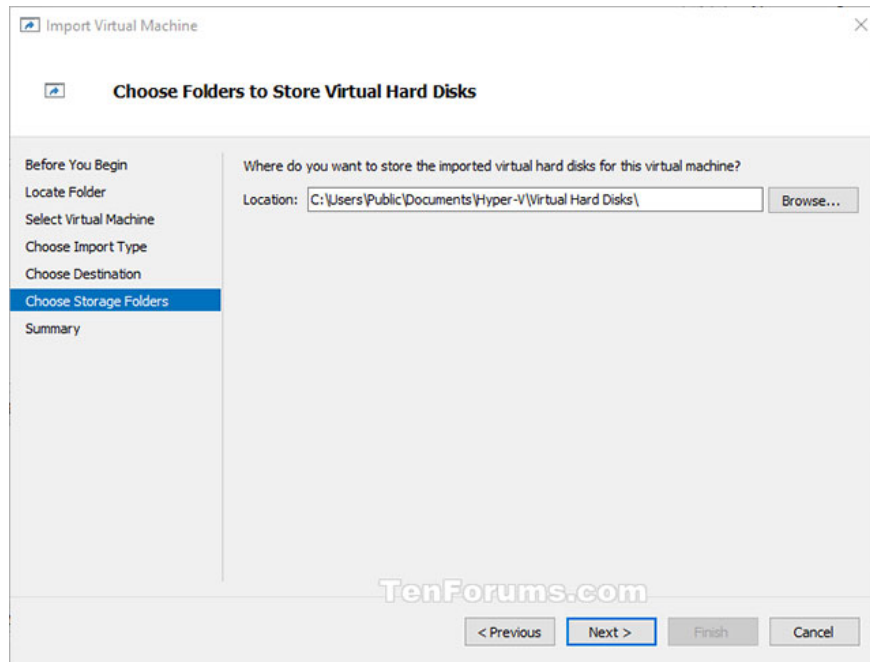 Import Virtual Machine
Choose Folders to Store Virtual Hard Disks
Before You Begin
Locate Folder
Select Virtual Machine
Choose Import Type
Choose Destination
Choose Storage Folders
Summary
Where do you want to store the imported virtual hard disks for this virtual machine?
Location: C:\Users\Public\Documents\Hyper-V\Virtual Hard Disks\ Browse...
TenForums.com
< Previous Next > Finish Cancel